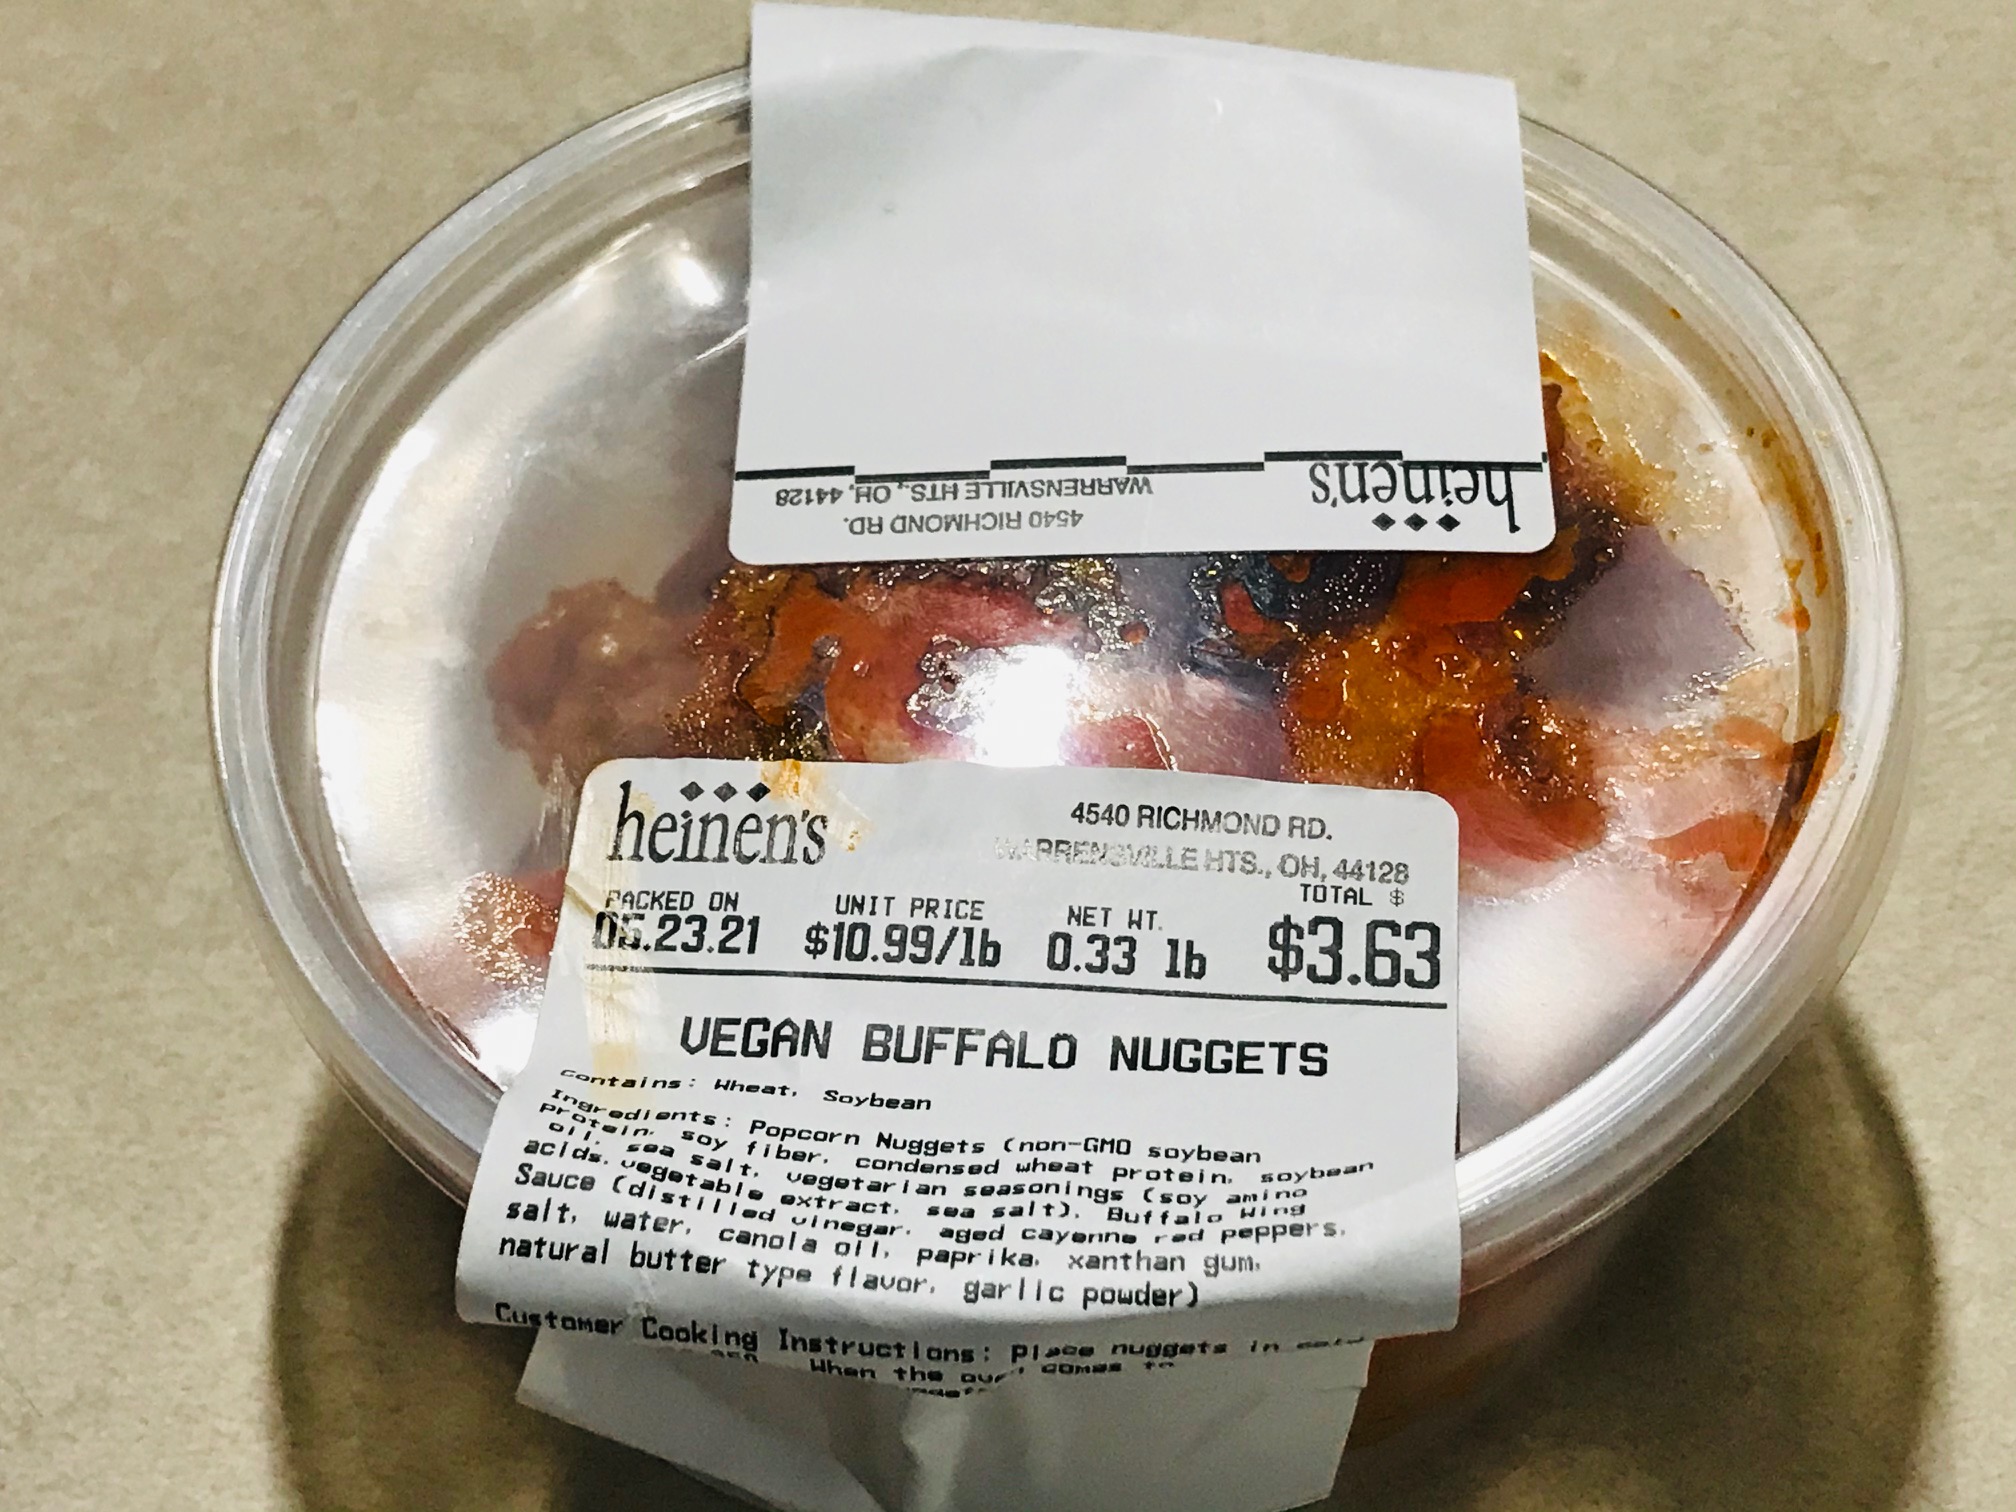 heinen's
4540 RICHMOND RD.
WARRENSVILLE HTS., OH, 44128
heinen's
4540 RICHMOND RD.
WARRENSVILLE HTS., OH, 44128
PACKED ON UNIT PRICE NET WT. TOTAL $
05.23.21 $10.99/lb 0.33 lb $3.63
VEGAN BUFFALO NUGGETS
Contains: Wheat, Soybean
Ingredients: Popcorn Nuggets (non-GMO soybean
protein, soy fiber, condensed wheat protein, soybean
oil, sea salt, vegetarian seasonings (soy amino
acids, vegetable extract, sea salt), Buffalo Wing
Sauce (distilled vinegar, aged cayenne red peppers,
salt, water, canola oil, paprika, xanthan gum,
natural butter type flavor, garlic powder)
Customer Cooking Instructions: Place nuggets in
When the comes to